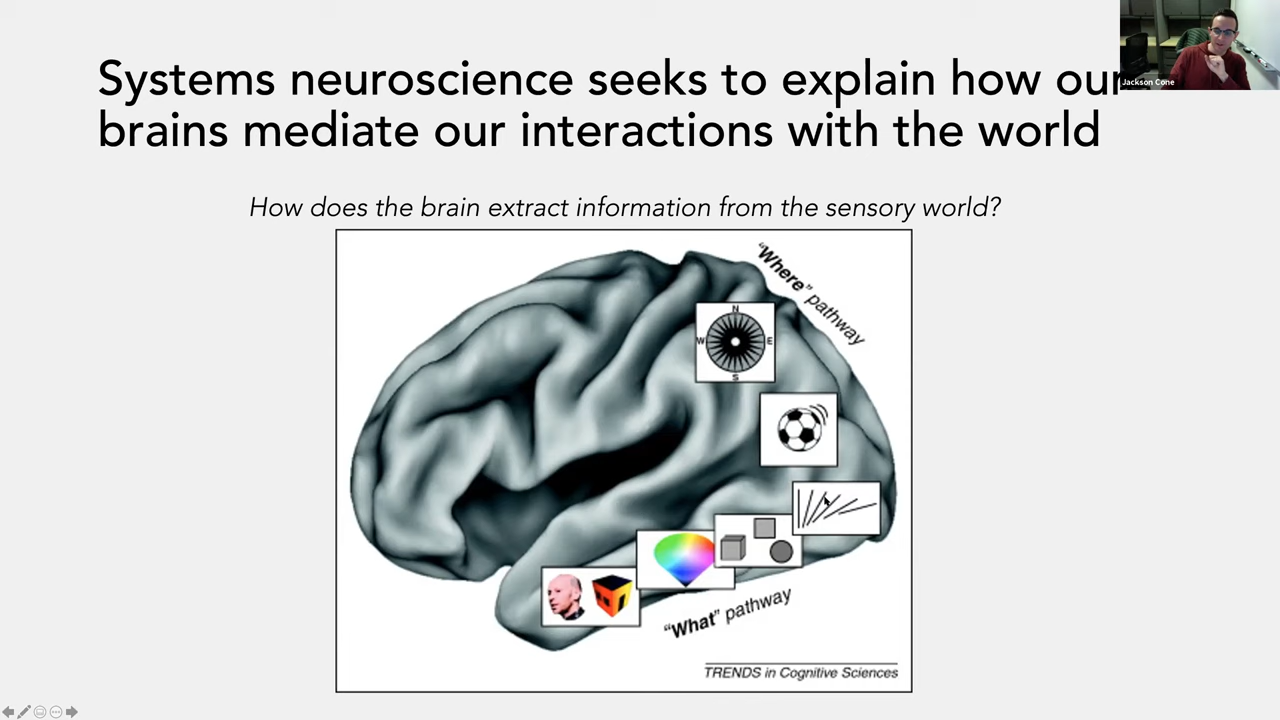 Systems neuroscience seeks to explain how our
brains mediate our interactions with the world
Jackson Cone
How does the brain extract information from the sensory world?
"Where" pathway
N
W E
S
"What" pathway
TRENDS in Cognitive Sciences